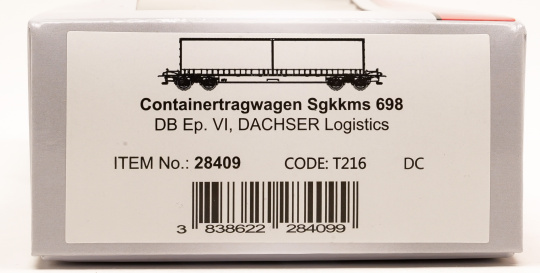 Containertragwagen Sgkkms 698
DB Ep. VI, DACHSER Logistics
ITEM No.: 28409 CODE: T216 DC
3 838622 284099